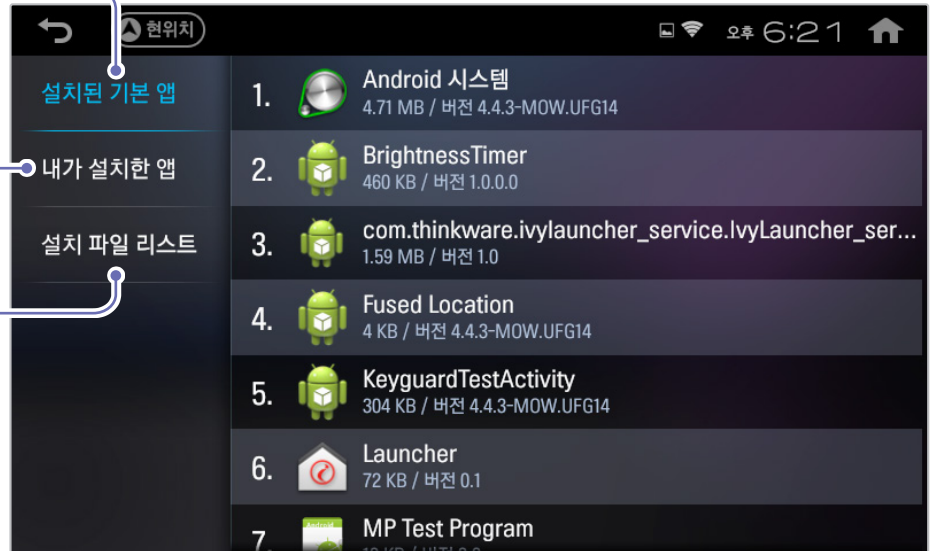 현위치
오후 6:21
설치된 기본 앱
내가 설치한 앱
설치 파일 리스트
1.
Android 시스템
4.71 MB / 버전 4.4.3-MOW.UFG14
2.
BrightnessTimer
460 KB / 버전 1.0.0.0
3.
com.thinkware.ivylauncher_service.IvyLauncher_ser...
1.59 MB / 버전 1.0
4.
Fused Location
4 KB / 버전 4.4.3-MOW.UFG14
5.
KeyguardTestActivity
304 KB / 버전 4.4.3-MOW.UFG14
6.
Launcher
72 KB / 버전 0.1
7.
MP Test Program